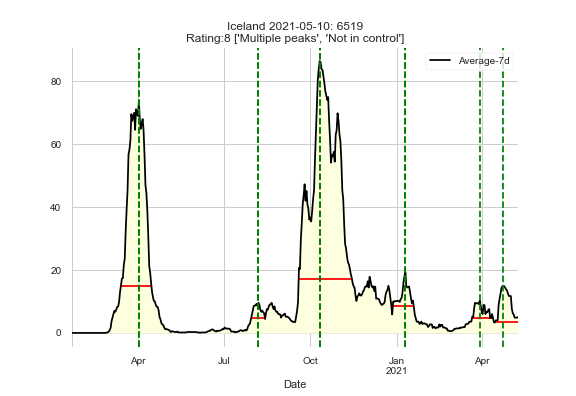 Iceland 2021-05-10: 6519
Rating:8 ['Multiple peaks', 'Not in control']
Average-7d
80
60
40
20
0
Apr Jul Oct Jan Apr
2021
Date